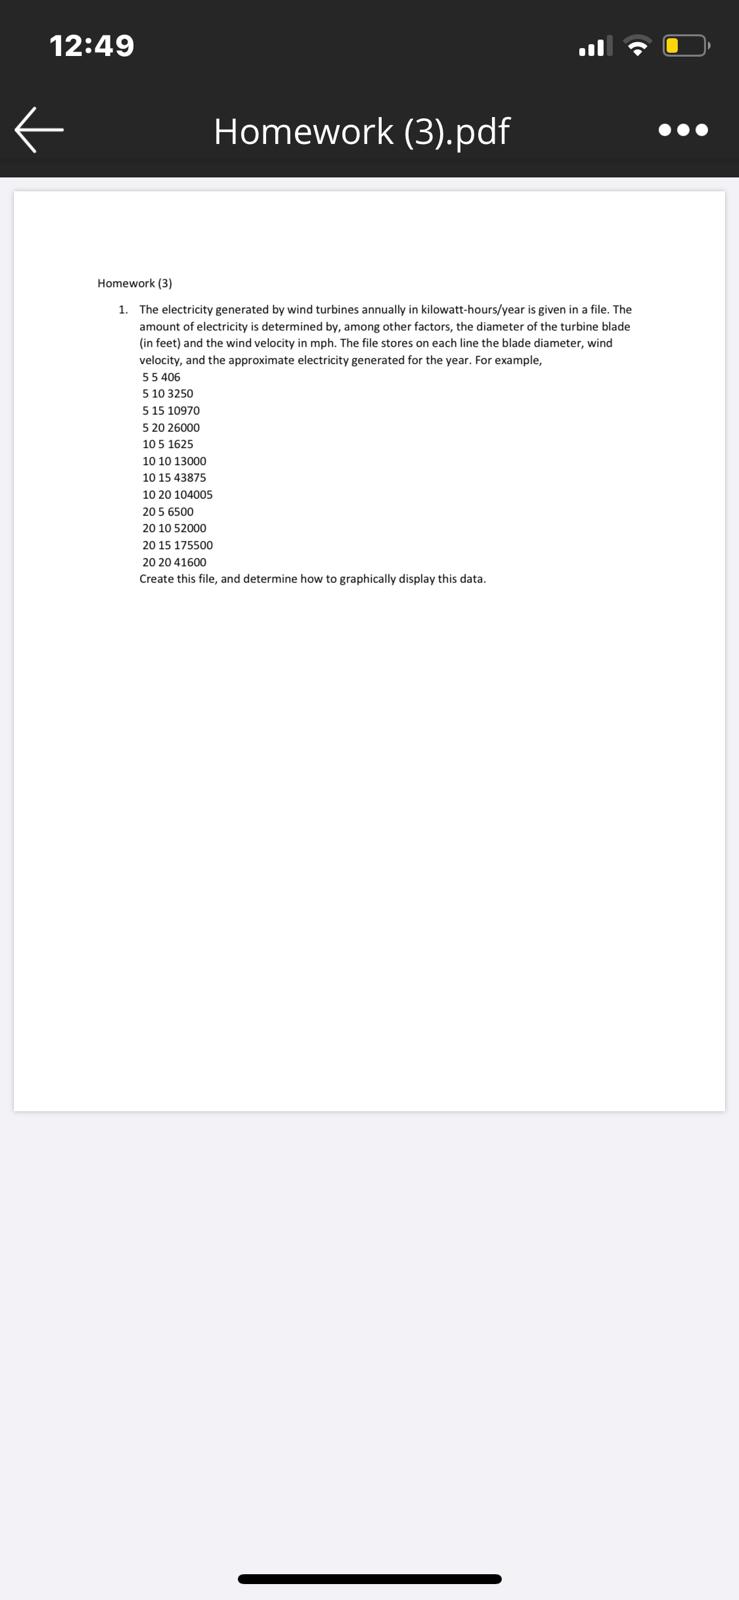 12:49
Homework (3).pdf
Homework (3)
1. The electricity generated by wind turbines annually in kilowatt-hours/year is given in a file. The
amount of electricity is determined by, among other factors, the diameter of the turbine blade
(in feet) and the wind velocity in mph. The file stores on each line the blade diameter, wind
velocity, and the approximate electricity generated for the year. For example,
5 5 406
5 10 3250
5 15 10970
5 20 26000
10 5 1625
10 10 13000
10 15 43875
10 20 104005
20 5 6500
20 10 52000
20 15 175500
20 20 41600
Create this file, and determine how to graphically display this data.